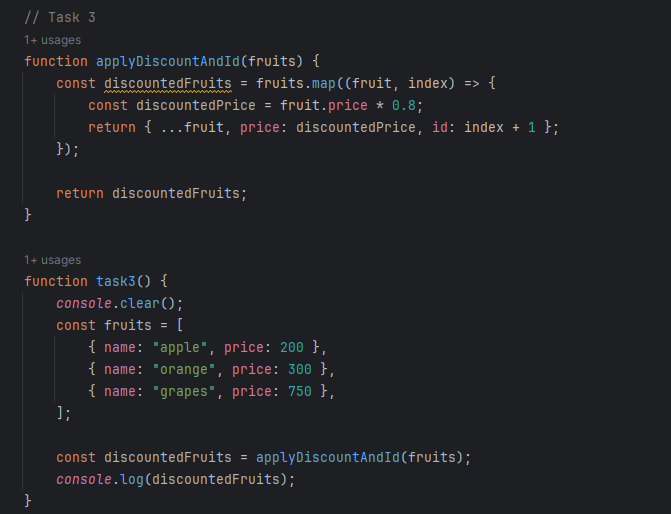 // Task 3
1+ usages
function applyDiscountAndId(fruits) {
    const discountedFruits = fruits.map((fruit, index) => {
        const discountedPrice = fruit.price * 0.8;
        return { ...fruit, price: discountedPrice, id: index + 1 };
    });

    return discountedFruits;
}

1+ usages
function task3() {
    console.clear();
    const fruits = [
        { name: "apple", price: 200 },
        { name: "orange", price: 300 },
        { name: "grapes", price: 750 },
    ];

    const discountedFruits = applyDiscountAndId(fruits);
    console.log(discountedFruits);
}